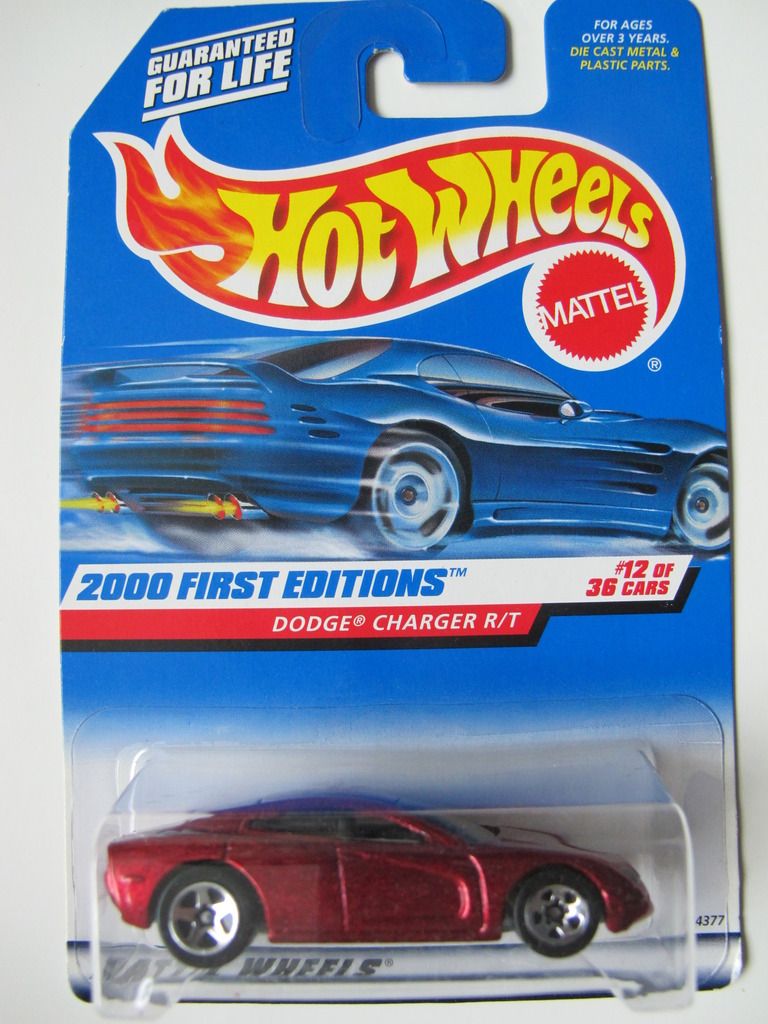 GUARANTEED
FOR LIFE
FOR AGES
OVER 3 YEARS.
DIE CAST METAL &
PLASTIC PARTS.
HOT WHEELS
MATTEL
®
2000 FIRST EDITIONS™
#12 OF
36 CARS
DODGE® CHARGER R/T
4377
WHEELS®